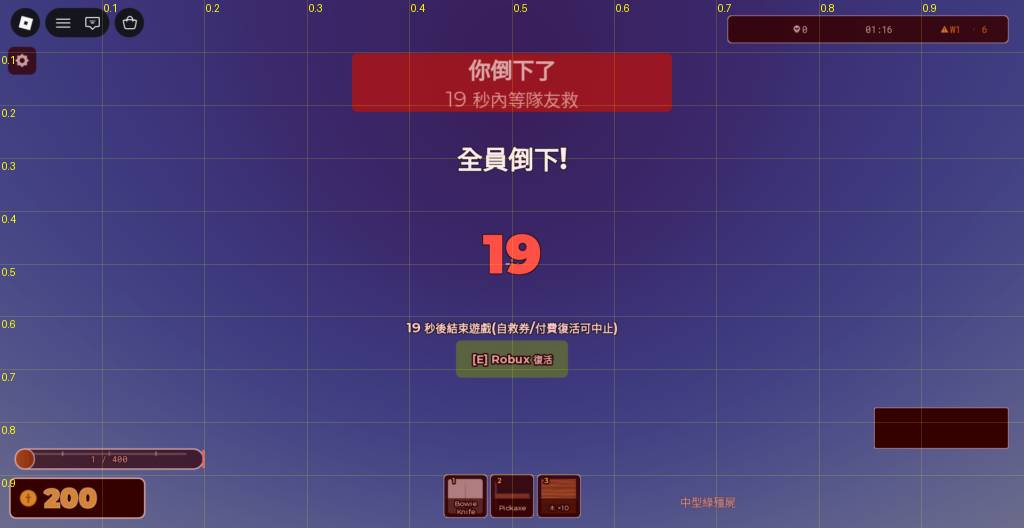 0.1 0.2 0.3 0.4 0.5 0.6 0.7 0.8 0.9
0 01:16 W1 · 6
0.1
你倒下了
19 秒內等隊友救
0.2
全員倒下!
0.3
0.4
19
0.5
0.6
19 秒後結束遊戲(自救券/付費復活可中止)
[E] Robux 復活
0.7
0.8
1 / 400
0.9
200
1
Bowie
Knife
2
Pickaxe
3
×10
中型綠殭屍